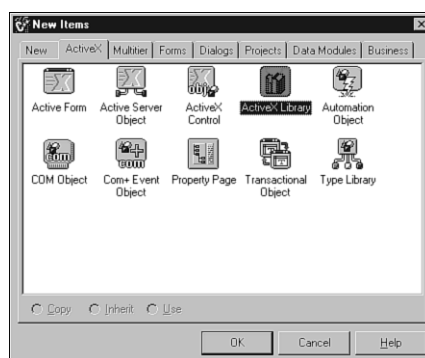 New Items
New ActiveX Multitier Forms Dialogs Projects Data Modules Business
Active Form Active Server Object ActiveX Control ActiveX Library Automation Object
COM Object Com+ Event Object Property Page Transactional Object Type Library
Copy Inherit Use
OK Cancel Help